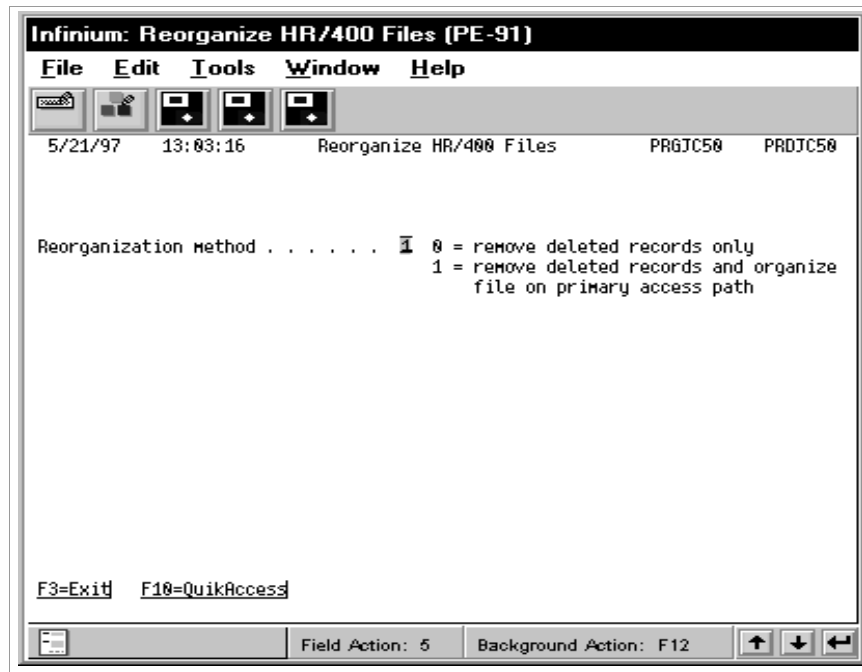 Infinium: Reorganize HR/400 Files (PE-91)
File Edit Tools Window Help
5/21/97 13:03:16 Reorganize HR/400 Files PRGJC50 PRDJC50
Reorganization method . . . . . . 1 0 = remove deleted records only
1 = remove deleted records and organize
file on primary access path
F3=Exit F10=QuikAccess
Field Action: 5 Background Action: F12